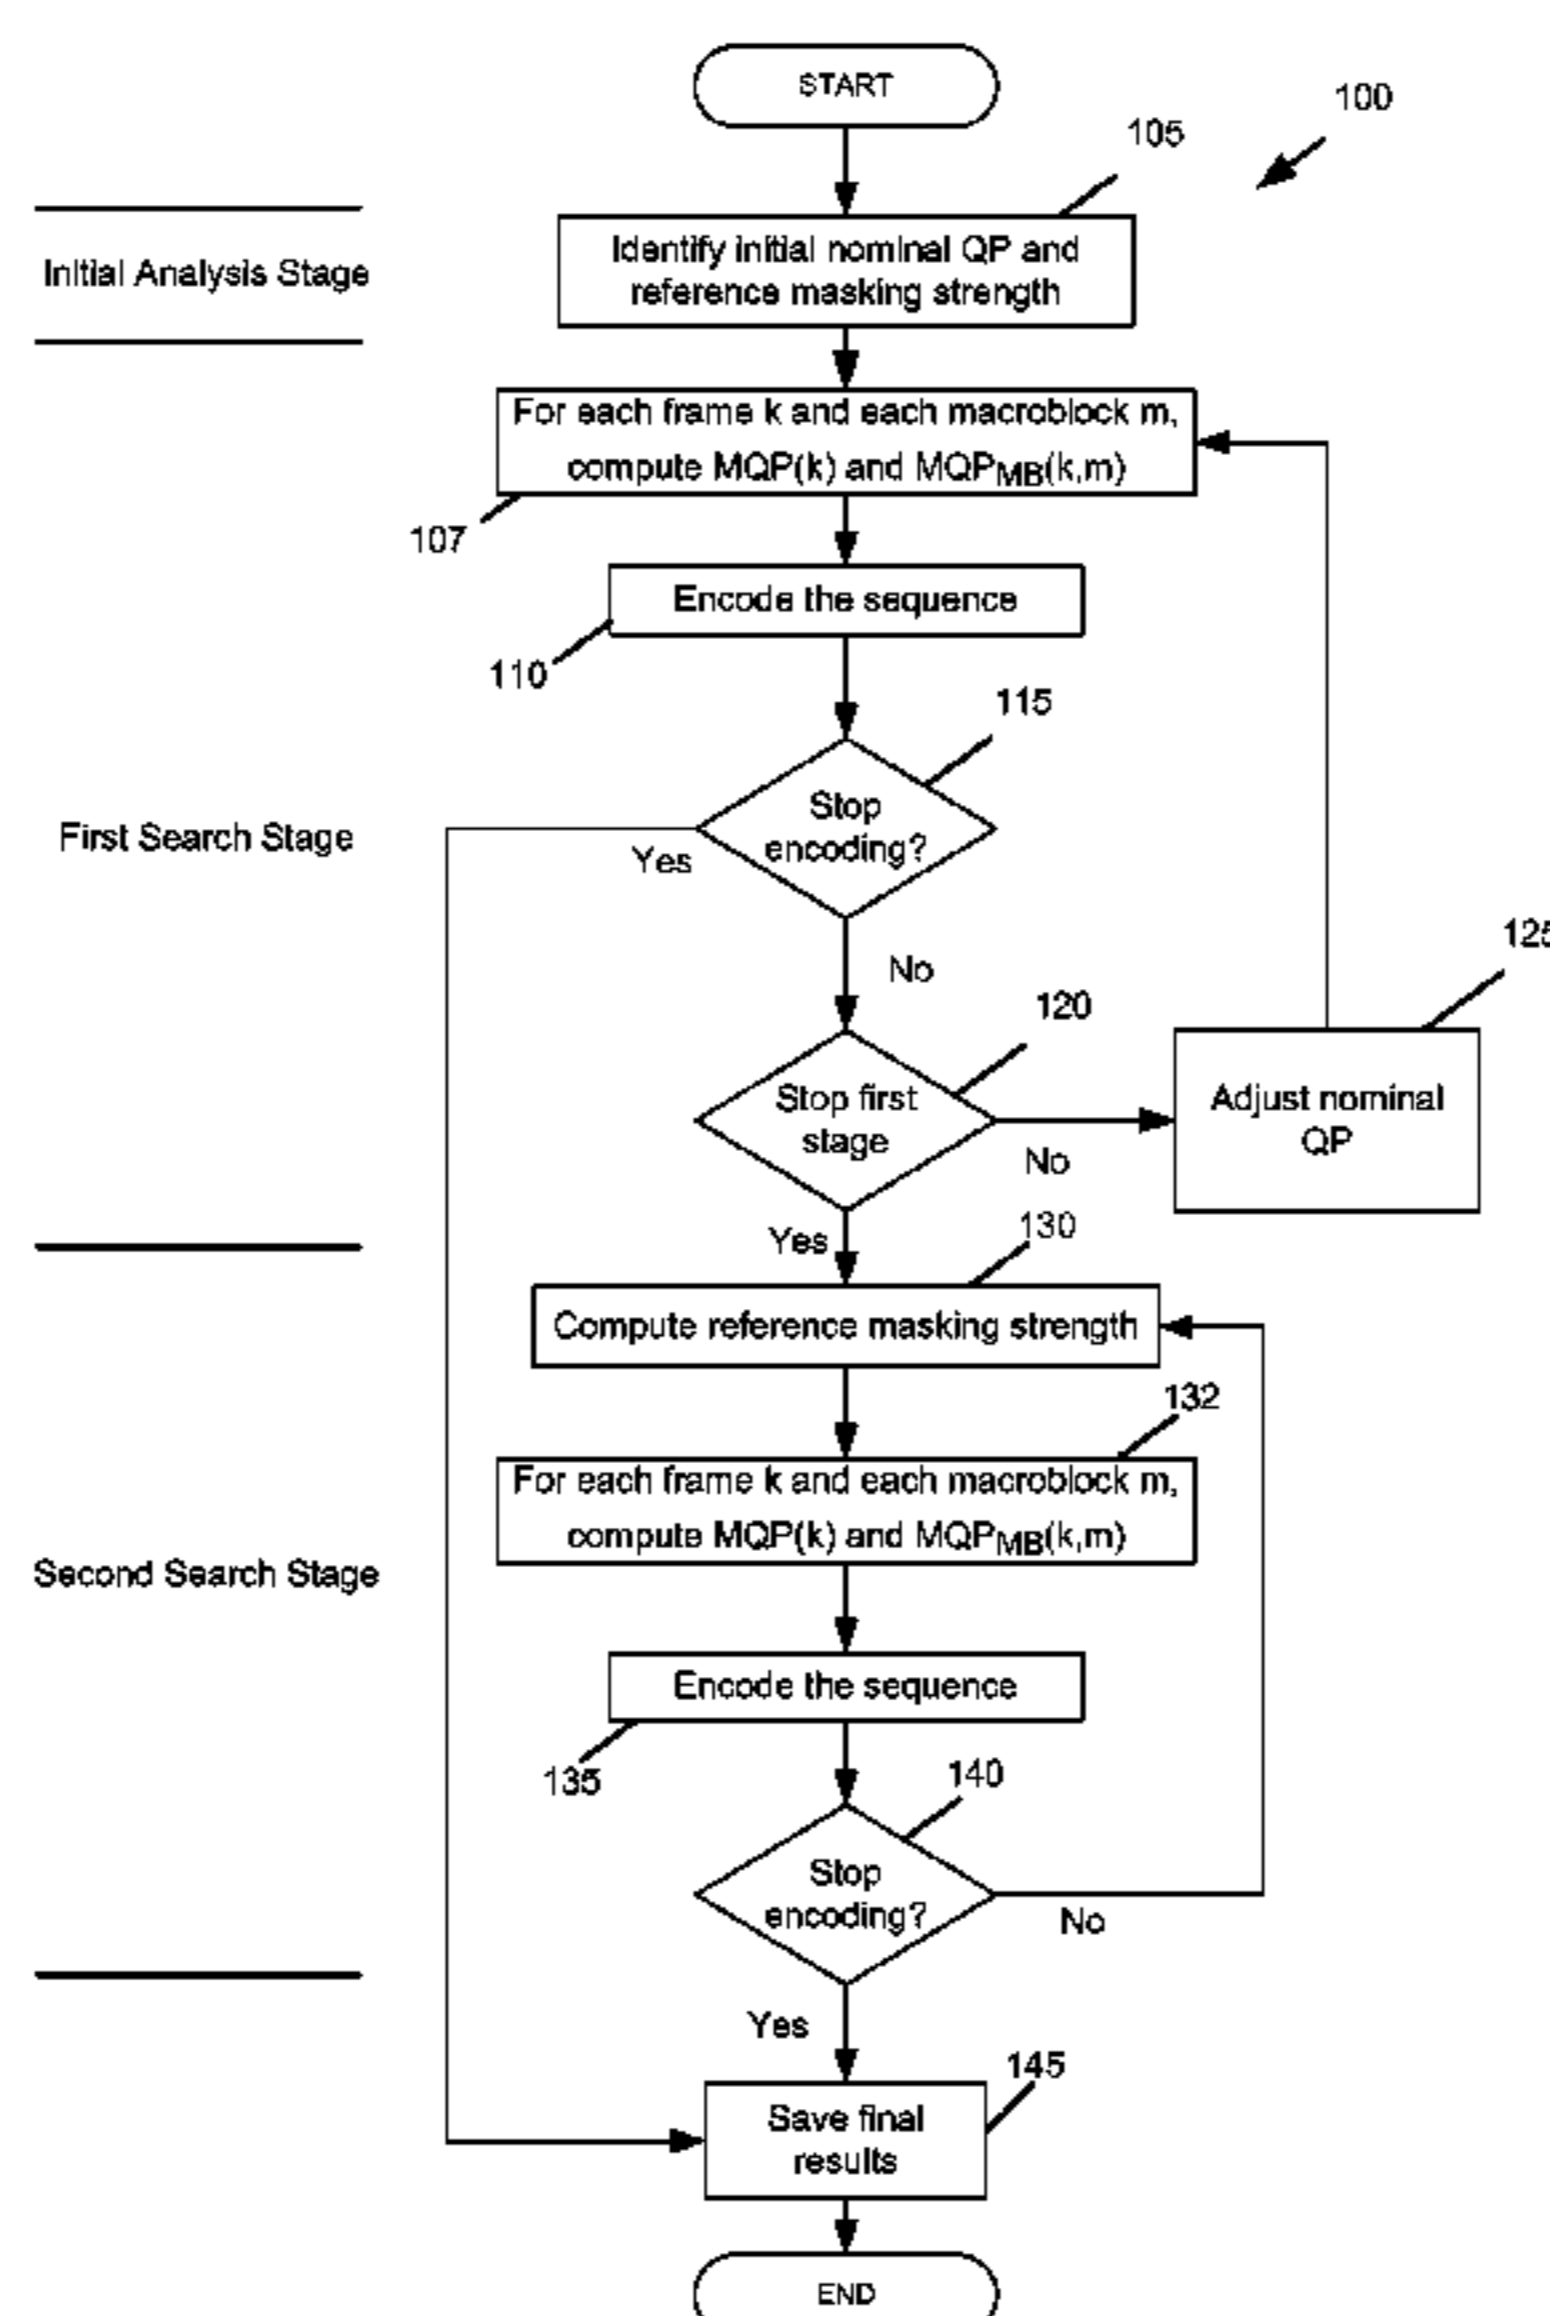 START
100
105
Initial Analysis Stage
Identify initial nominal QP and
reference masking strength
For each frame k and each macroblock m,
compute MQP(k) and MQPMB(k,m)
107
Encode the sequence
110
115
First Search Stage
Stop
encoding?
Yes
No
125
120
Stop first
stage
No
Adjust nominal
QP
Yes
130
Compute reference masking strength
132
For each frame k and each macroblock m,
compute MQP(k) and MQPMB(k,m)
Second Search Stage
Encode the sequence
135
140
Stop
encoding?
No
Yes
145
Save final
results
END